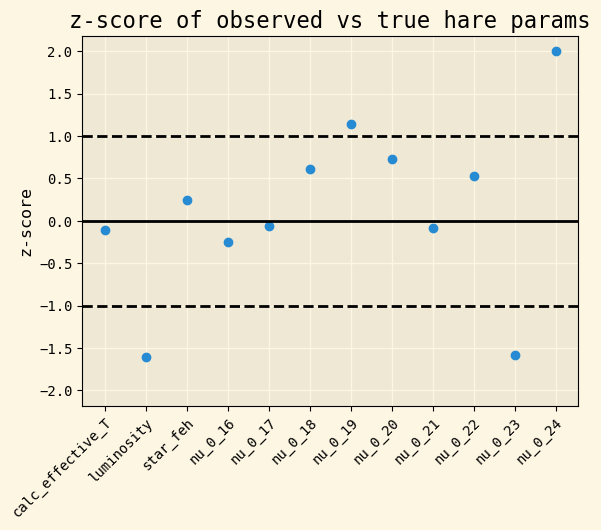 z-score of observed vs true hare params
z-score
2.0
1.5
1.0
0.5
0.0
−0.5
−1.0
−1.5
−2.0
calc_effective_T
luminosity
star_feh
nu_0_16
nu_0_17
nu_0_18
nu_0_19
nu_0_20
nu_0_21
nu_0_22
nu_0_23
nu_0_24